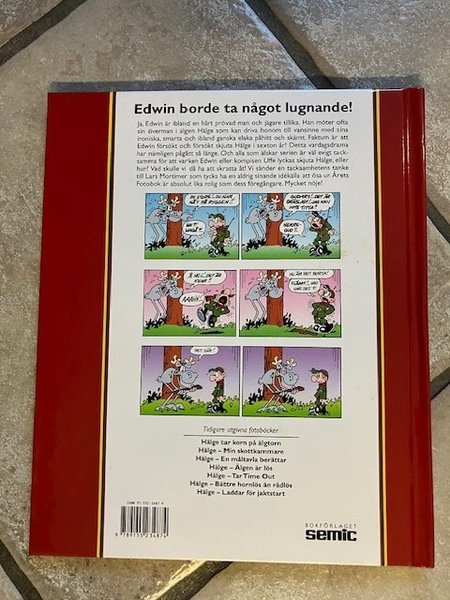 Edwin borde ta något lugnande!
Ja, Edwin är ibland en hårt prövad man och jägare tillika. Han möter ofta
sin överman i älgen Hälge som kan driva honom till vansinne med sina
ironiska, smarta och ibland ganska elaka påhitt och skämt. Faktum är att
Edwin försökt och försökt skjuta Hälge i sexton år! Detta vardagsdrama
har nämligen pågått så länge. Och alla som älskar serien är väl evigt tack-
samma för att varken Edwin eller kompisen Uffe lyckas skjuta Hälge, eller
hur? Vad skulle vi då ha att skratta åt! Vi sänder en tacksamhetens tanke
till Lars Mortimer som tycks ha en aldrig sinande idékälla att ösa ur. Årets
Fotobok är absolut lika rolig som dess föregångare. Mycket nöje!
DET KLIAR!
Tidigare utgivna fotoböcker:
Hälge tar korn på älgtorn
Hälge – Min skottkammare
Hälge – En måltavla berättar
Hälge – Älgen är lös
Hälge – Tar Time Out
Hälge – Bättre hornlös än rådlös
Hälge – Laddar för jaktstart
9 789155 234874
BOKFÖRLAGET
semic